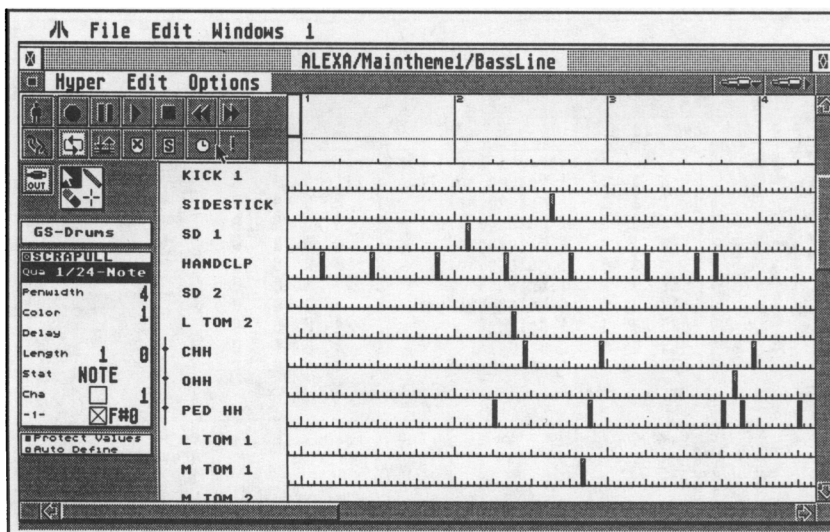 File Edit Windows 1
ALEXA/Maintheme1/BassLine
Hyper Edit Options
1 2 3 4
S !
OUT
GS-Drums
SCRAPULL
Qua 1/24-Note
Penwidth 4
Color 1
Delay
Length 1 0
Stat NOTE
Cha 1
-1- F#0
Protect Values
Auto Define
KICK 1
SIDESTICK
SD 1
HANDCLP
SD 2
L TOM 2
CHH
OHH
PED HH
L TOM 1
M TOM 1
M TOM 2